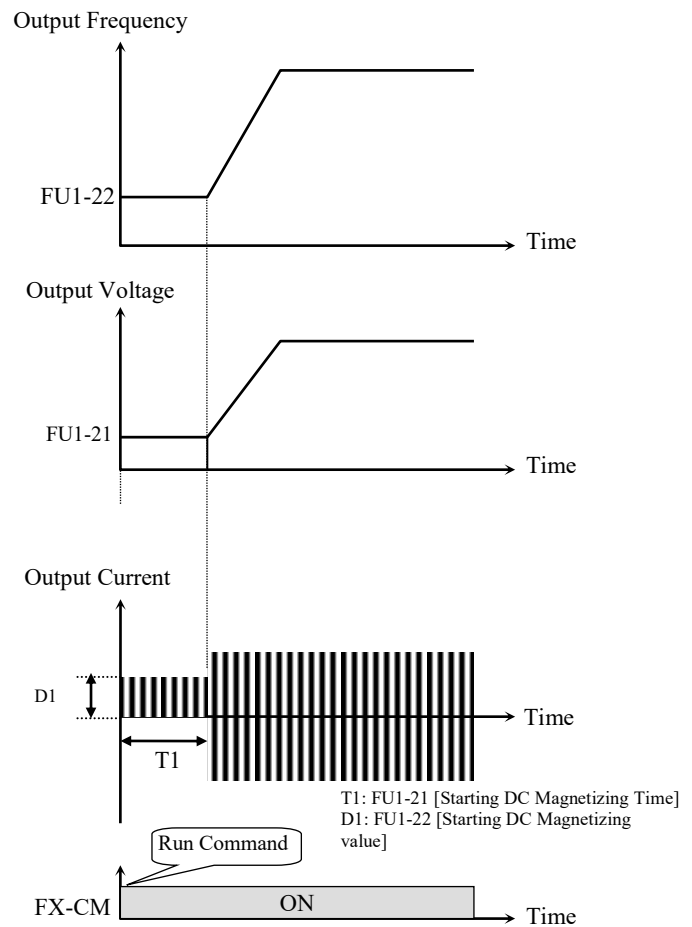 Output Frequency
FU1-22
Time
Output Voltage
FU1-21
Time
Output Current
D1
Time
T1
T1: FU1-21 [Starting DC Magnetizing Time]
D1: FU1-22 [Starting DC Magnetizing
value]
Run Command
FX-CM
ON
Time